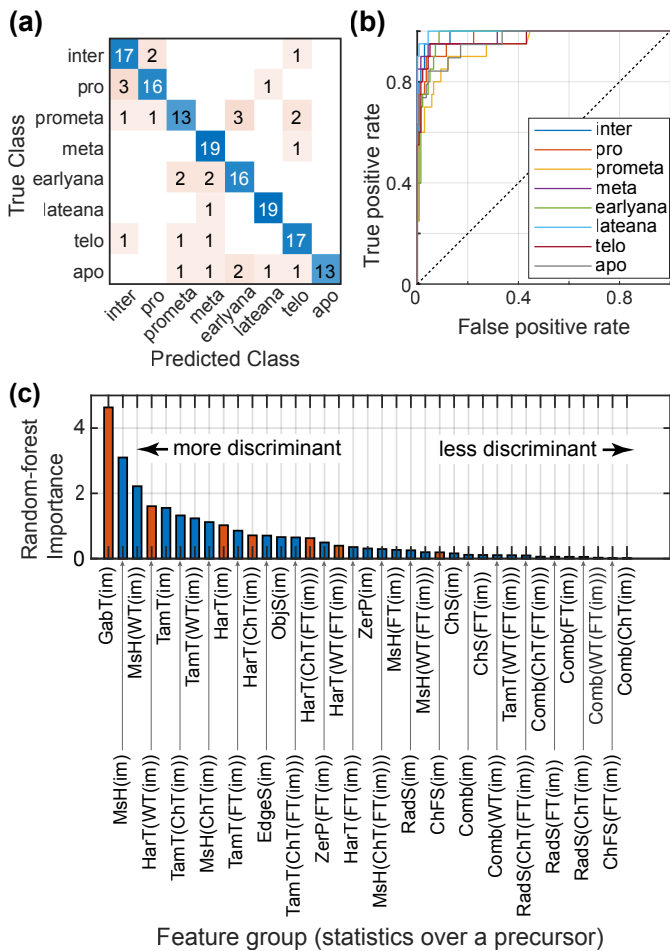 (a)
True Class
inter 17 2 1
pro 3 16 1
prometa 1 1 13 3 2
meta 19 1
earlyana 2 2 16
lateana 1 19
telo 1 1 1 17
apo 1 1 2 1 1 13
inter pro prometa meta earlyana lateana telo apo
Predicted Class
(b)
True positive rate
0.8
0.4
0
0 0.4 0.8
False positive rate
inter
pro
prometa
meta
earlyana
lateana
telo
apo
(c)
Random-forest
Importance
4
2
0
more discriminant
less discriminant
GabT(im)
MsH(WT(im))
TamT(im)
TamT(WT(im))
HarT(im)
HarT(ChT(im))
ObjS(im)
HarT(ChT(FT(im)))
HarT(WT(FT(im)))
ZerP(im)
MsH(FT(im))
MsH(WT(FT(im)))
ChS(im)
ChS(FT(im))
TamT(WT(FT(im)))
Comb(ChT(FT(im)))
Comb(FT(im))
Comb(WT(FT(im)))
Comb(ChT(im))
MsH(im)
HarT(WT(im))
TamT(ChT(im))
MsH(ChT(im))
TamT(FT(im))
EdgeS(im)
TamT(ChT(FT(im)))
ZerP(FT(im))
HarT(FT(im))
MsH(ChT(FT(im)))
RadS(im)
ChFS(im)
Comb(im)
Comb(WT(im))
RadS(ChT(FT(im)))
RadS(FT(im))
RadS(ChT(im))
ChFS(FT(im))
Feature group (statistics over a precursor)